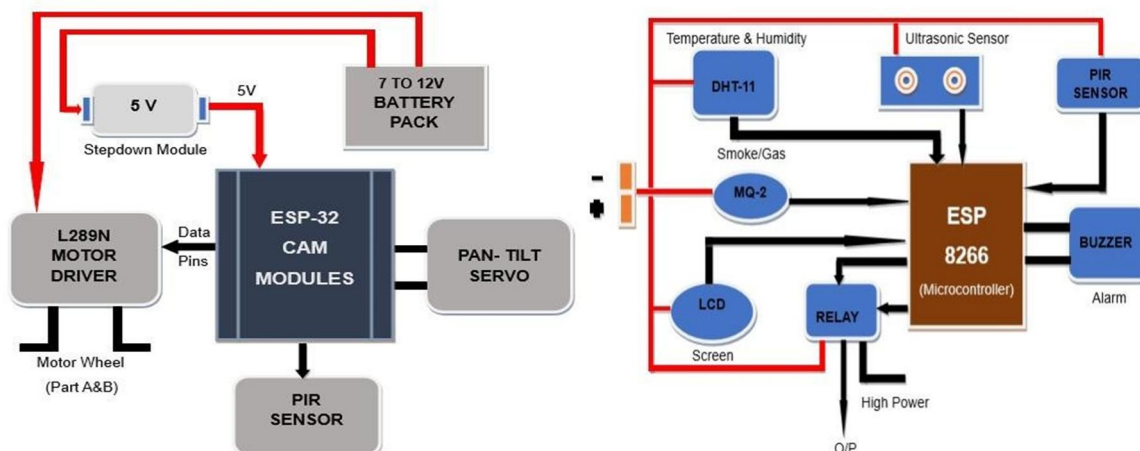 7 TO 12V
BATTERY
PACK
5 V
5V
Stepdown Module
L289N
MOTOR
DRIVER
Data
Pins
ESP-32
CAM
MODULES
PAN- TILT
SERVO
Motor Wheel
(Part A&B)
PIR
SENSOR
Temperature & Humidity
Ultrasonic Sensor
DHT-11
PIR
SENSOR
Smoke/Gas
-
+
MQ-2
ESP
8266
(Microcontroller)
BUZZER
Alarm
LCD
Screen
RELAY
High Power
O/P